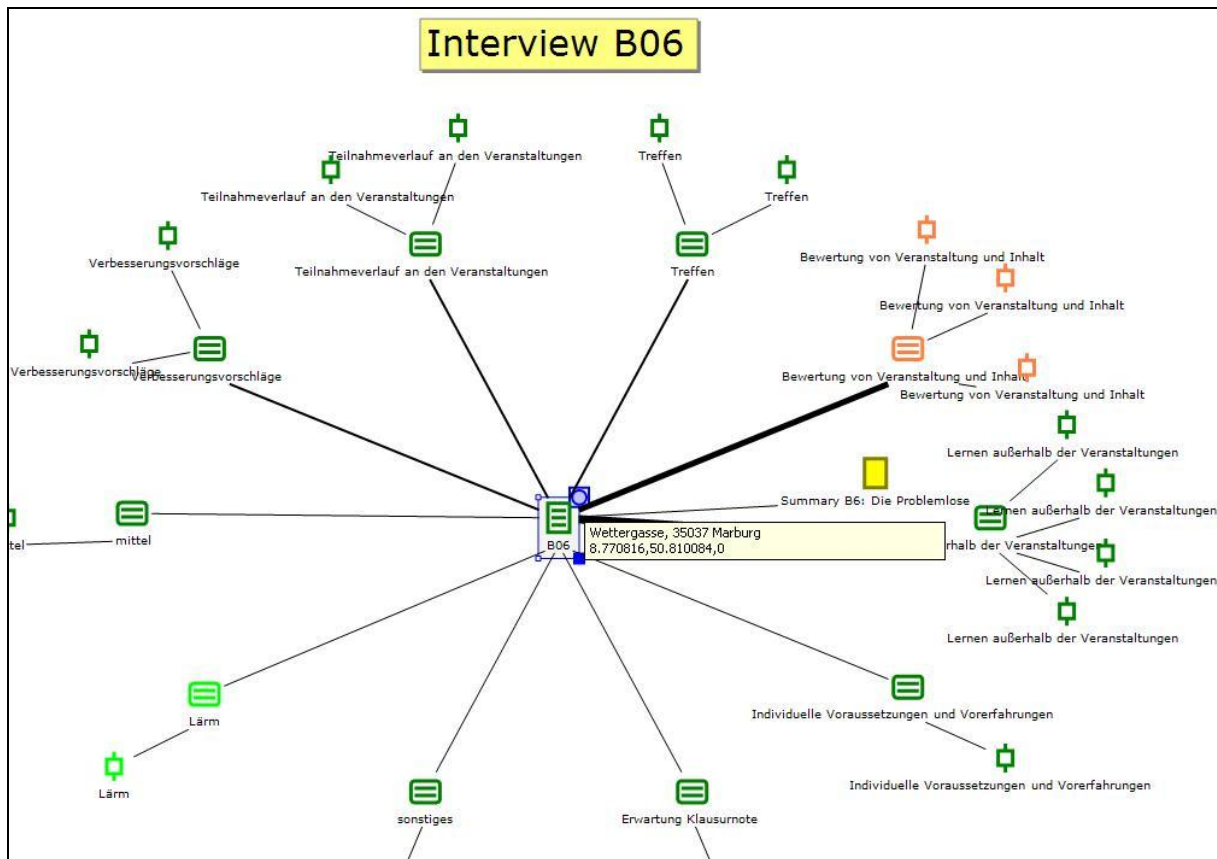 Interview B06
Teilnahmeverlauf an den Veranstaltungen
Treffen
Teilnahmeverlauf an den Veranstaltungen
Treffen
Verbesserungsvorschläge
Teilnahmeverlauf an den Veranstaltungen
Treffen
Bewertung von Veranstaltung und Inhalt
Bewertung von Veranstaltung und Inhalt
Verbesserungsvorschläge
Verbesserungsvorschläge
Bewertung von Veranstaltung und Inhalt
Bewertung von Veranstaltung und Inhalt
Lernen außerhalb der Veranstaltungen
Summary B6: Die Problemlose
Lernen außerhalb der Veranstaltungen
tel
mittel
B06
Wettergasse, 35037 Marburg
8.770816,50.810084,0
rhalb der Veranstaltungen
Lernen außerhalb der Veranstaltungen
Lernen außerhalb der Veranstaltungen
Lärm
Individuelle Voraussetzungen und Vorerfahrungen
Lärm
Individuelle Voraussetzungen und Vorerfahrungen
sonstiges
Erwartung Klausurnote